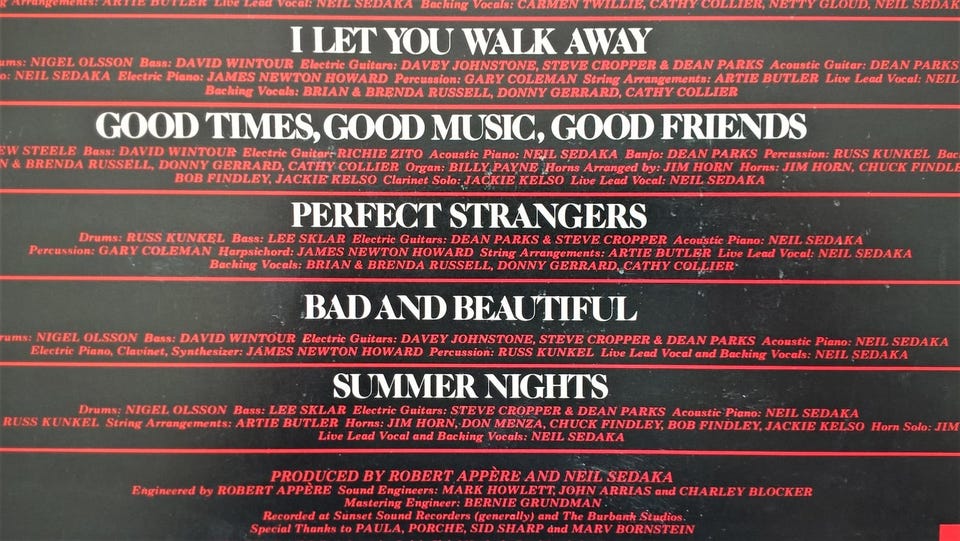 Arrangements: ARTIE BUTLER Live Lead Vocal: NEIL SEDAKA Backing Vocals: CARMEN TWILLIE, CATHY COLLIER, NETTY GLOUD, NEIL SEDAKA
I LET YOU WALK AWAY
ums: NIGEL OLSSON Bass: DAVID WINTOUR Electric Guitars: DAVEY JOHNSTONE, STEVE CROPPER & DEAN PARKS Acoustic Guitar: DEAN PARKS
o: NEIL SEDAKA Electric Piano: JAMES NEWTON HOWARD Percussion: GARY COLEMAN String Arrangements: ARTIE BUTLER Live Lead Vocal: NEIL
Backing Vocals: BRIAN & BRENDA RUSSELL, DONNY GERRARD, CATHY COLLIER
GOOD TIMES, GOOD MUSIC, GOOD FRIENDS
EW STEELE Bass: DAVID WINTOUR Electric Guitar: RICHIE ZITO Acoustic Piano: NEIL SEDAKA Banjo: DEAN PARKS Percussion: RUSS KUNKEL Bac
N & BRENDA RUSSELL, DONNY GERRARD, CATHY COLLIER Organ: BILLY PAYNE Horns Arranged by: JIM HORN Horns: JIM HORN, CHUCK FINDLE
BOB FINDLEY, JACKIE KELSO Clarinet Solo: JACKIE KELSO Live Lead Vocal: NEIL SEDAKA
PERFECT STRANGERS
Drums: RUSS KUNKEL Bass: LEE SKLAR Electric Guitars: DEAN PARKS & STEVE CROPPER Acoustic Piano: NEIL SEDAKA
Percussion: GARY COLEMAN Harpsichord: JAMES NEWTON HOWARD String Arrangements: ARTIE BUTLER Live Lead Vocal: NEIL SEDAKA
Backing Vocals: BRIAN & BRENDA RUSSELL, DONNY GERRARD, CATHY COLLIER
BAD AND BEAUTIFUL
rums: NIGEL OLSSON Bass: DAVID WINTOUR Electric Guitars: DAVEY JOHNSTONE, STEVE CROPPER & DEAN PARKS Acoustic Piano: NEIL SEDAKA
Electric Piano, Clavinet, Synthesizer: JAMES NEWTON HOWARD Percussion: RUSS KUNKEL Live Lead Vocal and Backing Vocals: NEIL SEDAKA
SUMMER NIGHTS
Drums: NIGEL OLSSON Bass: LEE SKLAR Electric Guitars: STEVE CROPPER & DEAN PARKS Acoustic Piano: NEIL SEDAKA
RUSS KUNKEL String Arrangements: ARTIE BUTLER Horns: JIM HORN, DON MENZA, CHUCK FINDLEY, BOB FINDLEY, JACKIE KELSO Horn Solo: JIM
Live Lead Vocal and Backing Vocals: NEIL SEDAKA
PRODUCED BY ROBERT APPÈRE AND NEIL SEDAKA
Engineered by ROBERT APPÈRE Sound Engineers: MARK HOWLETT, JOHN ARRIAS and CHARLEY BLOCKER
Mastering Engineer: BERNIE GRUNDMAN
Recorded at Sunset Sound Recorders (generally) and The Burbank Studios
Special Thanks to PAULA, PORCHE, SID SHARP and MARV BORNSTEIN